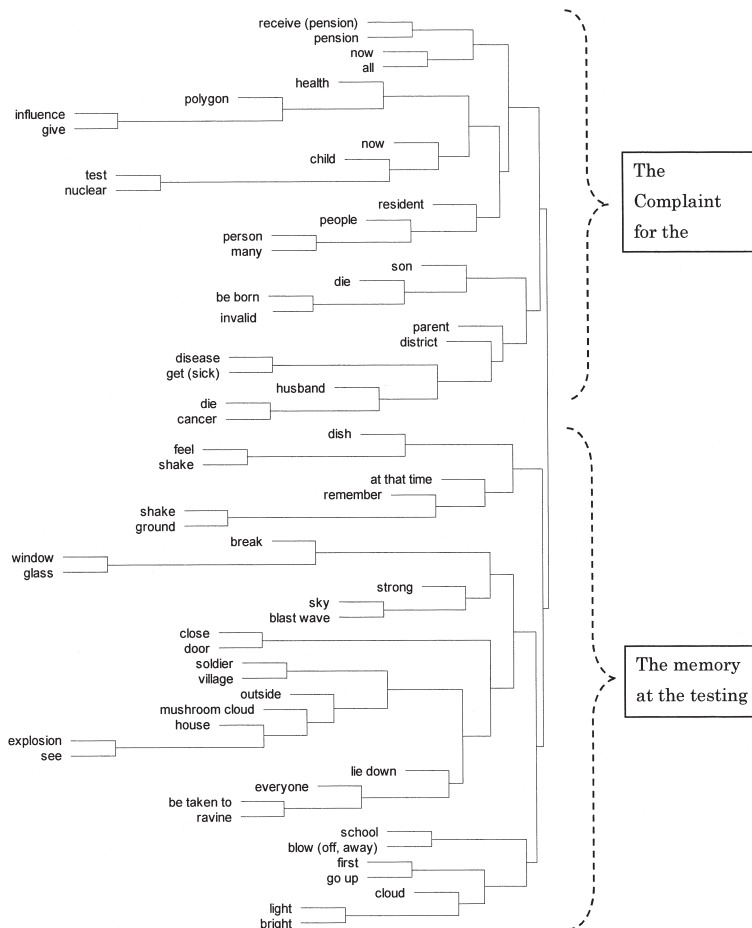 receive (pension)
pension
now
all
health
polygon
influence
give
now
child
test
nuclear
resident
people
person
many
son
die
be born
invalid
parent
district
disease
get (sick)
husband
die
cancer
The
Complaint
for the
dish
feel
shake
at that time
remember
shake
ground
break
window
glass
strong
sky
blast wave
close
door
soldier
village
outside
mushroom cloud
house
explosion
see
lie down
everyone
be taken to
ravine
The memory
at the testing
school
blow (off, away)
first
go up
cloud
light
bright